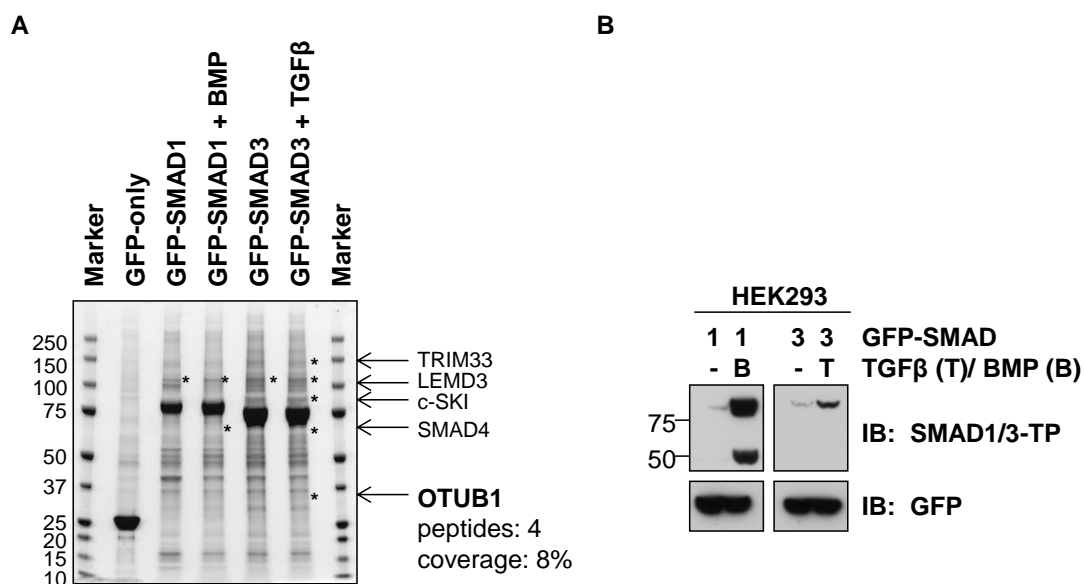 A
Marker
GFP-only
GFP-SMAD1
GFP-SMAD1 + BMP
GFP-SMAD3
GFP-SMAD3 + TGFβ
Marker
250
150
100
75
50
37
25
20
15
10
*
*
*
*
*
*
*
*
*
TRIM33
LEMD3
c-SKI
SMAD4
OTUB1
peptides: 4
coverage: 8%
B
HEK293
1 1 3 3 GFP-SMAD
- B - T TGFβ (T)/ BMP (B)
75
50
IB: SMAD1/3-TP
IB: GFP